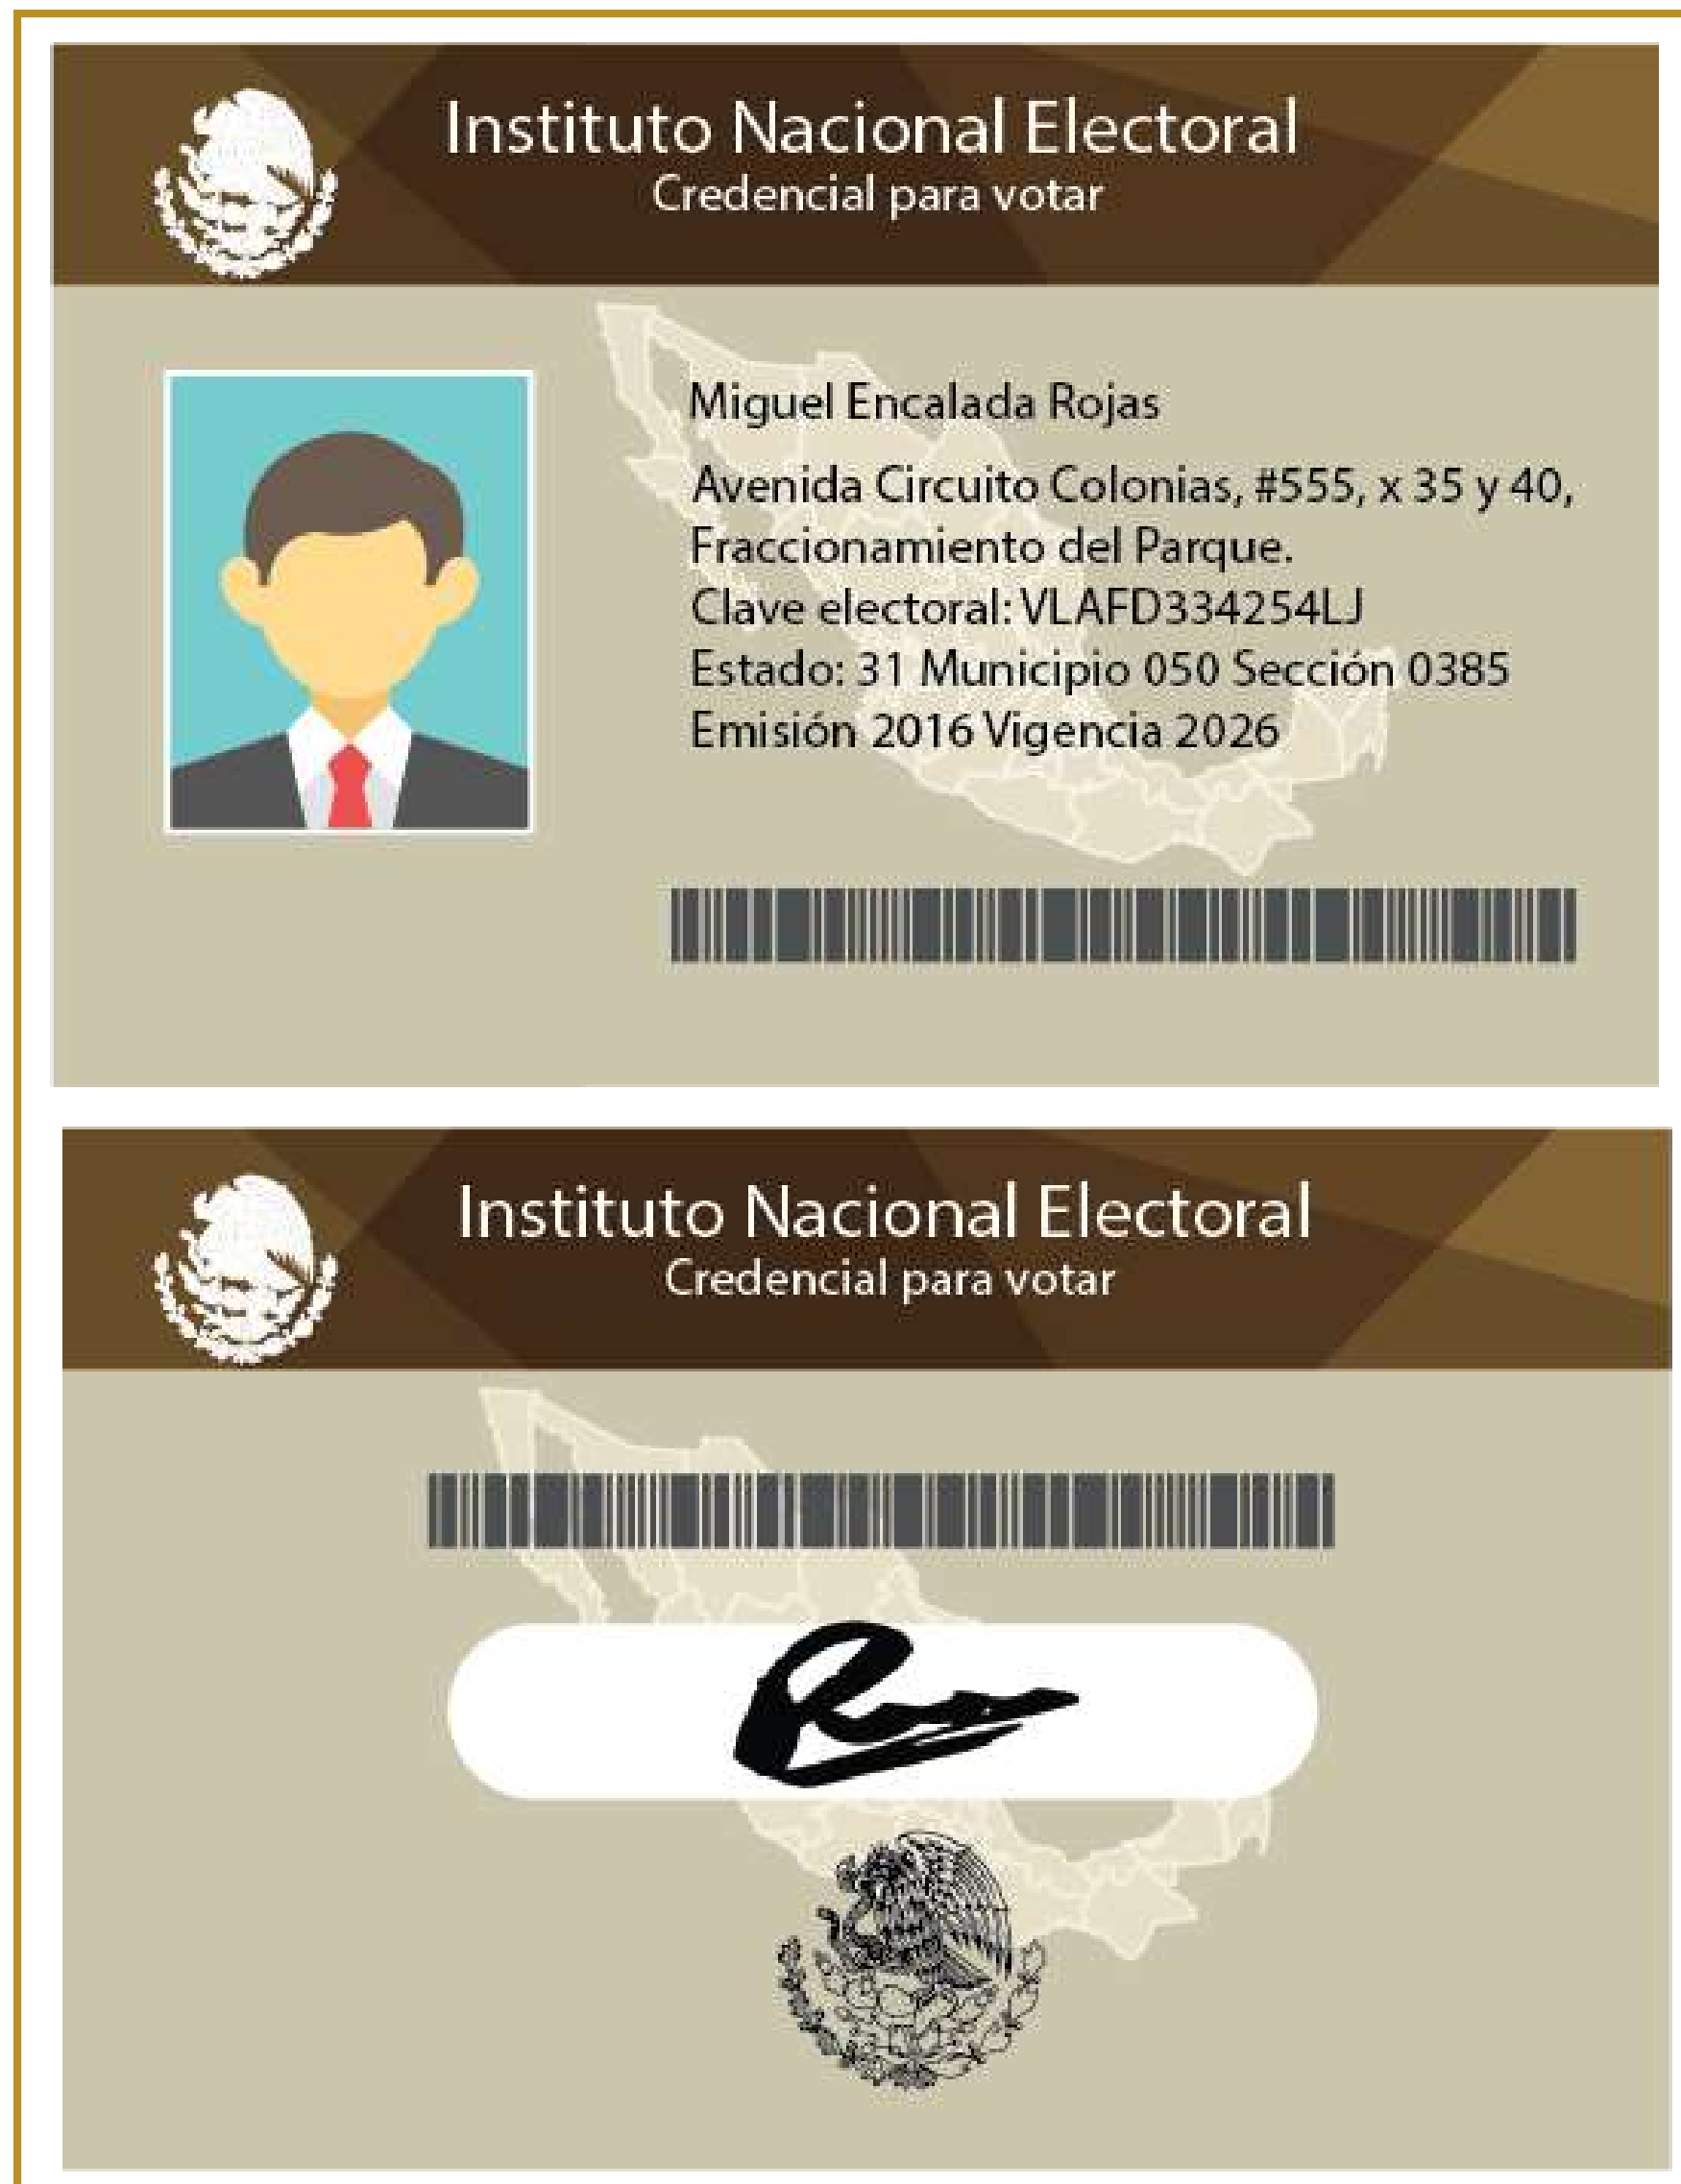 Instituto Nacional Electoral
Credencial para votar
Miguel Encalada Rojas
Avenida Circuito Colonias, #555, x 35 y 40,
Fraccionamiento del Parque.
Clave electoral: VLAFD334254LJ
Estado: 31 Municipio 050 Sección 0385
Emisión 2016 Vigencia 2026
Instituto Nacional Electoral
Credencial para votar